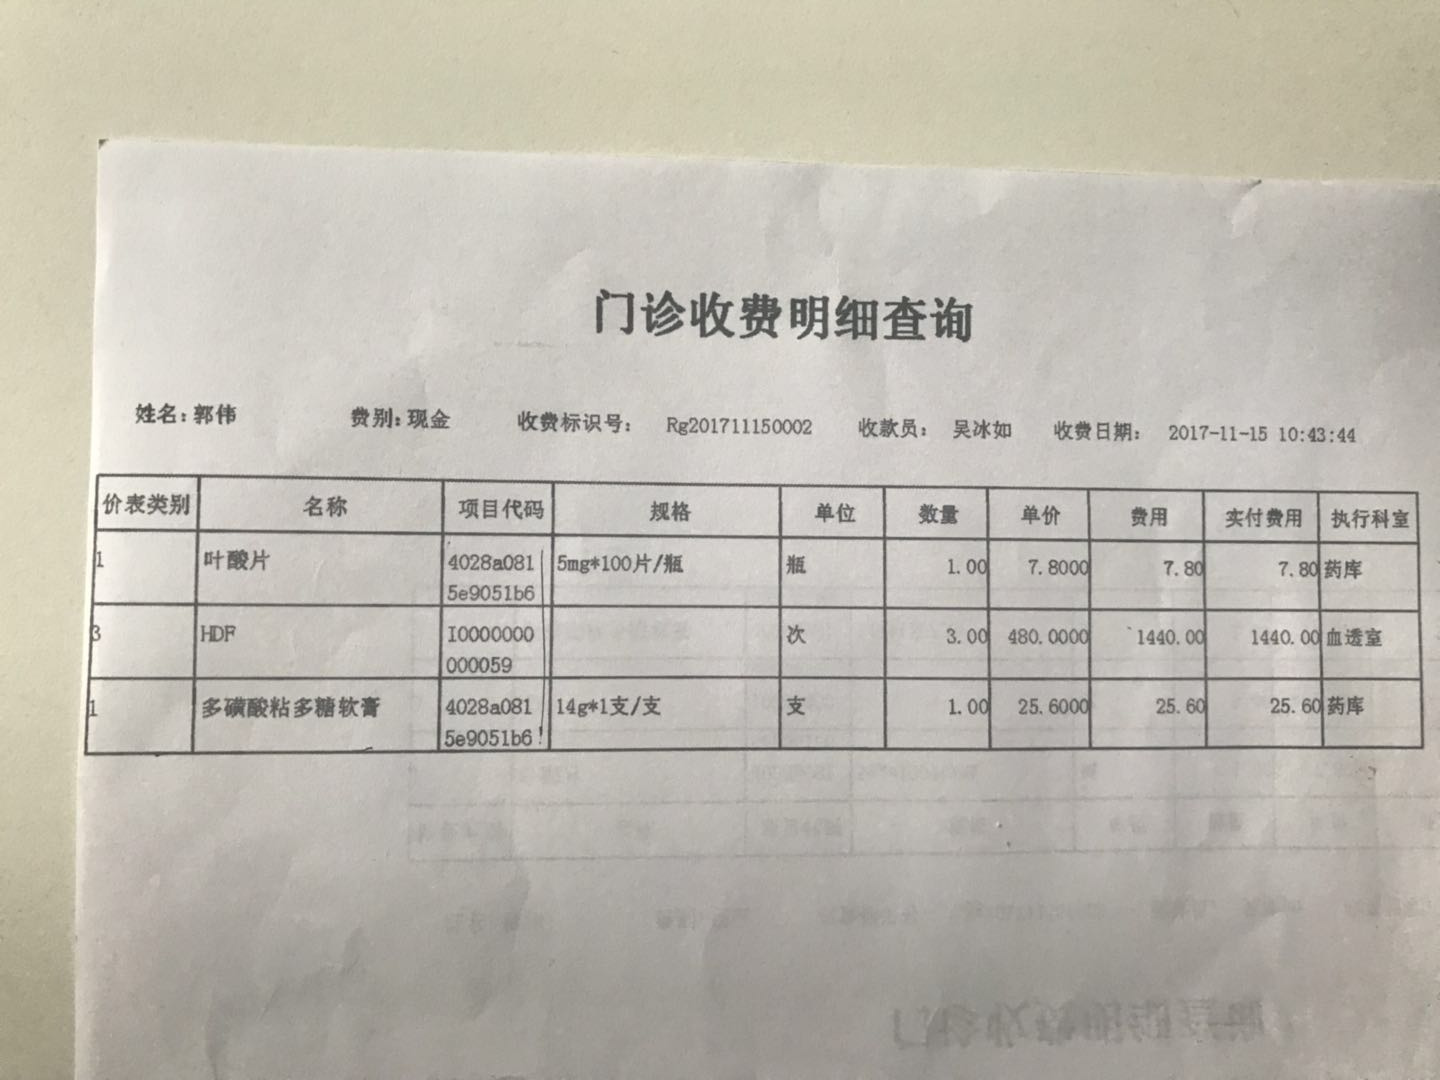 门诊收费明细查询
姓名：郭伟 费别：现金 收费标识号： Rg201711150002 收款员： 吴冰如 收费日期： 2017-11-15 10:43:44
价表类别 名称 项目代码 规格 单位 数量 单价 费用 实付费用 执行科室
1 叶酸片 4028a081 5mg*100片/瓶 瓶 1.00 7.8000 7.80 7.80 药库
5e9051b6
3 HDF I0000000 次 3.00 480.0000 1440.00 1440.00 血透室
000059
1 多磺酸粘多糖软膏 4028a081 14g*1支/支 支 1.00 25.6000 25.60 25.60 药库
5e9051b6